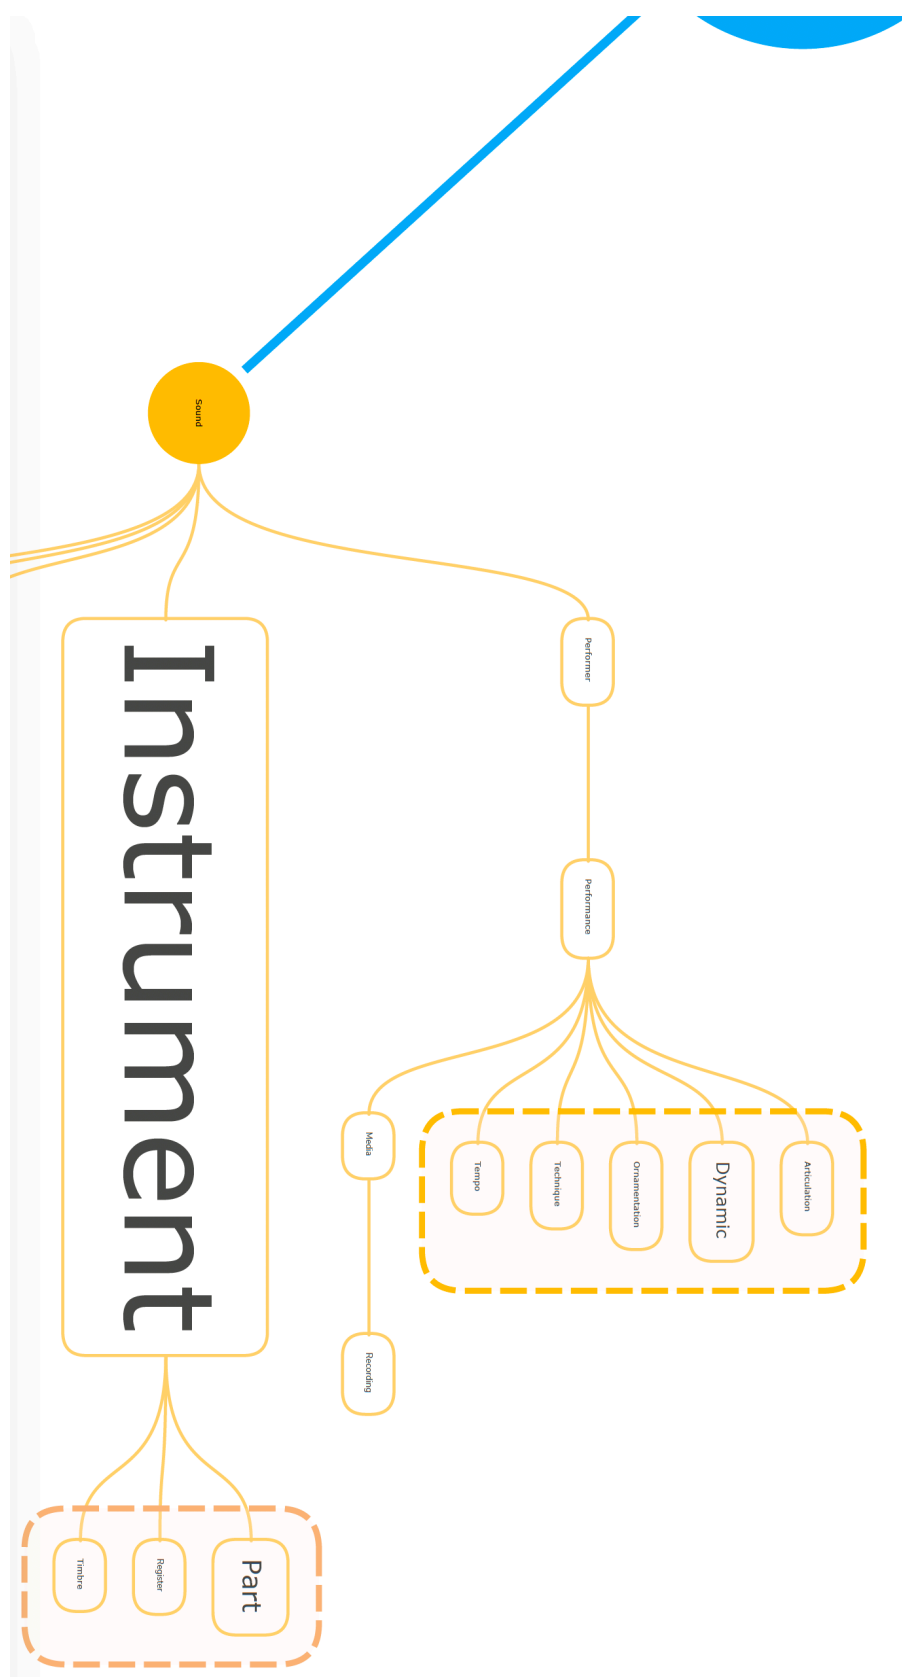 Sound
Performer
Performance
Articulation
Dynamic
Ornamentation
Technique
Tempo
Media
Recording
Instrument
Part
Register
Timbre